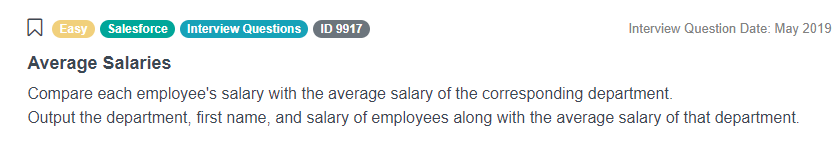 Easy Salesforce Interview Questions ID 9917 Interview Question Date: May 2019
Average Salaries
Compare each employee's salary with the average salary of the corresponding department.
Output the department, first name, and salary of employees along with the average salary of that department.